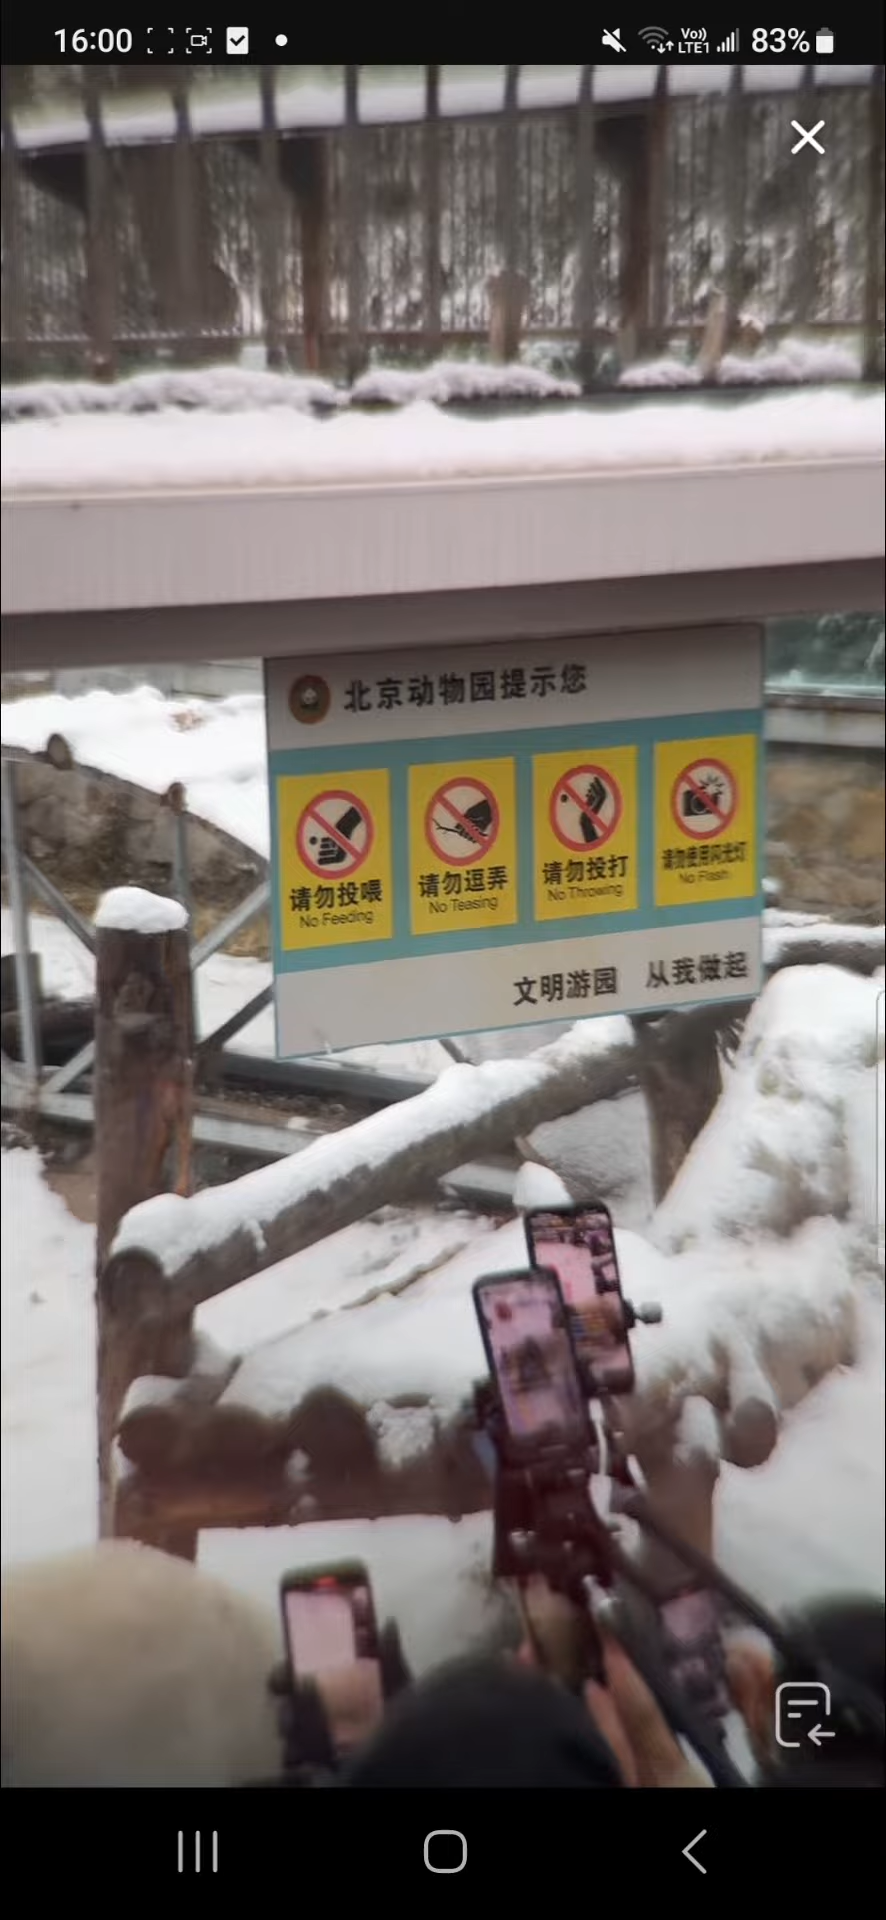 16:00
Vo))
LTE1
83%
北京动物园提示您
请勿投喂
No Feeding
请勿逗弄
No Teasing
请勿投打
No Throwing
请勿使用闪光灯
No Flash
文明游园 从我做起